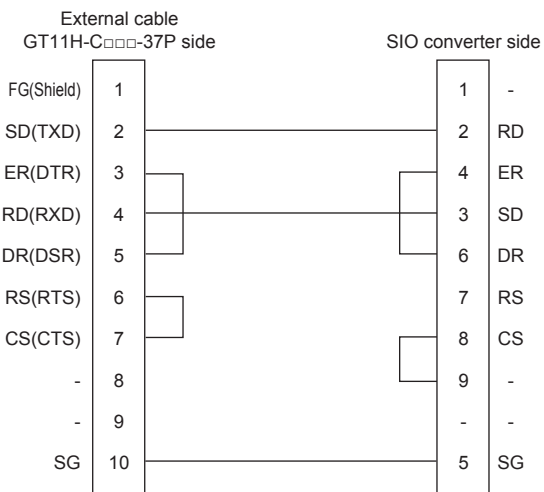 External cable
GT11H-C□□□-37P side SIO converter side
FG(Shield) 1 1 -
SD(TXD) 2 2 RD
ER(DTR) 3 4 ER
RD(RXD) 4 3 SD
DR(DSR) 5 6 DR
RS(RTS) 6 7 RS
CS(CTS) 7 8 CS
- 8 9 -
- 9 - -
SG 10 5 SG